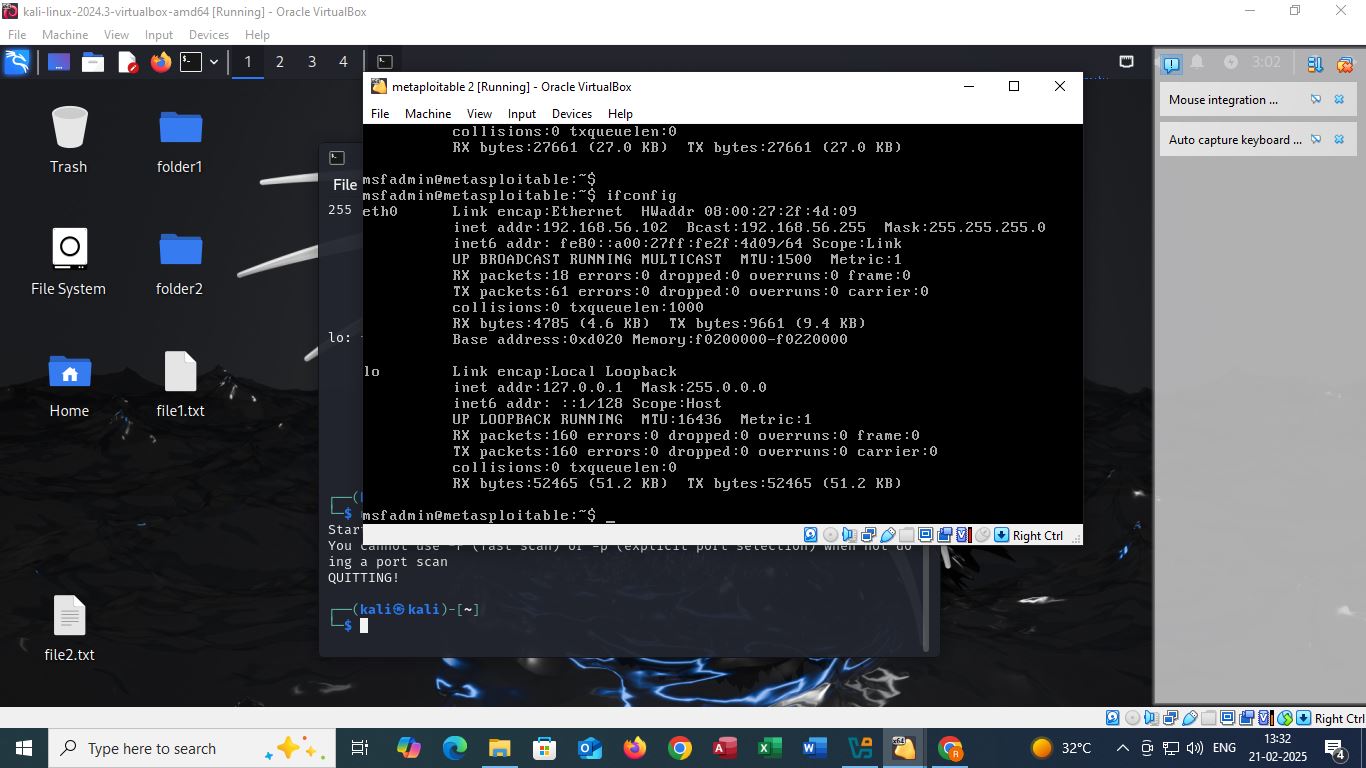 kali-linux-2024.3-virtualbox-amd64 [Running] - Oracle VirtualBox
File Machine View Input Devices Help
1 2 3 4
3:02
Mouse integration ...
Auto capture keyboard ...
Trash
folder1
File System
folder2
Home
file1.txt
file2.txt
File
255
lo:
metaploitable 2 [Running] - Oracle VirtualBox
File Machine View Input Devices Help
collisions:0 txqueuelen:0
RX bytes:27661 (27.0 KB) TX bytes:27661 (27.0 KB)
msfadmin@metasploitable:~$
msfadmin@metasploitable:~$ ifconfig
eth0 Link encap:Ethernet HWaddr 08:00:27:2f:4d:09
inet addr:192.168.56.102 Bcast:192.168.56.255 Mask:255.255.255.0
inet6 addr: fe80::a00:27ff:fe2f:4d09/64 Scope:Link
UP BROADCAST RUNNING MULTICAST MTU:1500 Metric:1
RX packets:18 errors:0 dropped:0 overruns:0 frame:0
TX packets:61 errors:0 dropped:0 overruns:0 carrier:0
collisions:0 txqueuelen:1000
RX bytes:4785 (4.6 KB) TX bytes:9661 (9.4 KB)
Base address:0xd020 Memory:f0200000-f0220000
lo Link encap:Local Loopback
inet addr:127.0.0.1 Mask:255.0.0.0
inet6 addr: ::1/128 Scope:Host
UP LOOPBACK RUNNING MTU:16436 Metric:1
RX packets:160 errors:0 dropped:0 overruns:0 frame:0
TX packets:160 errors:0 dropped:0 overruns:0 carrier:0
collisions:0 txqueuelen:0
RX bytes:52465 (51.2 KB) TX bytes:52465 (51.2 KB)
msfadmin@metasploitable:~$ _
Right Ctrl
Star
You cannot use -F (fast scan) or -p (explicit port selection) when not do
ing a port scan
QUITTING!
(kali㉿kali)-[~]
$
Right Ctrl
Type here to search
32°C
ENG
13:32
21-02-2025
4